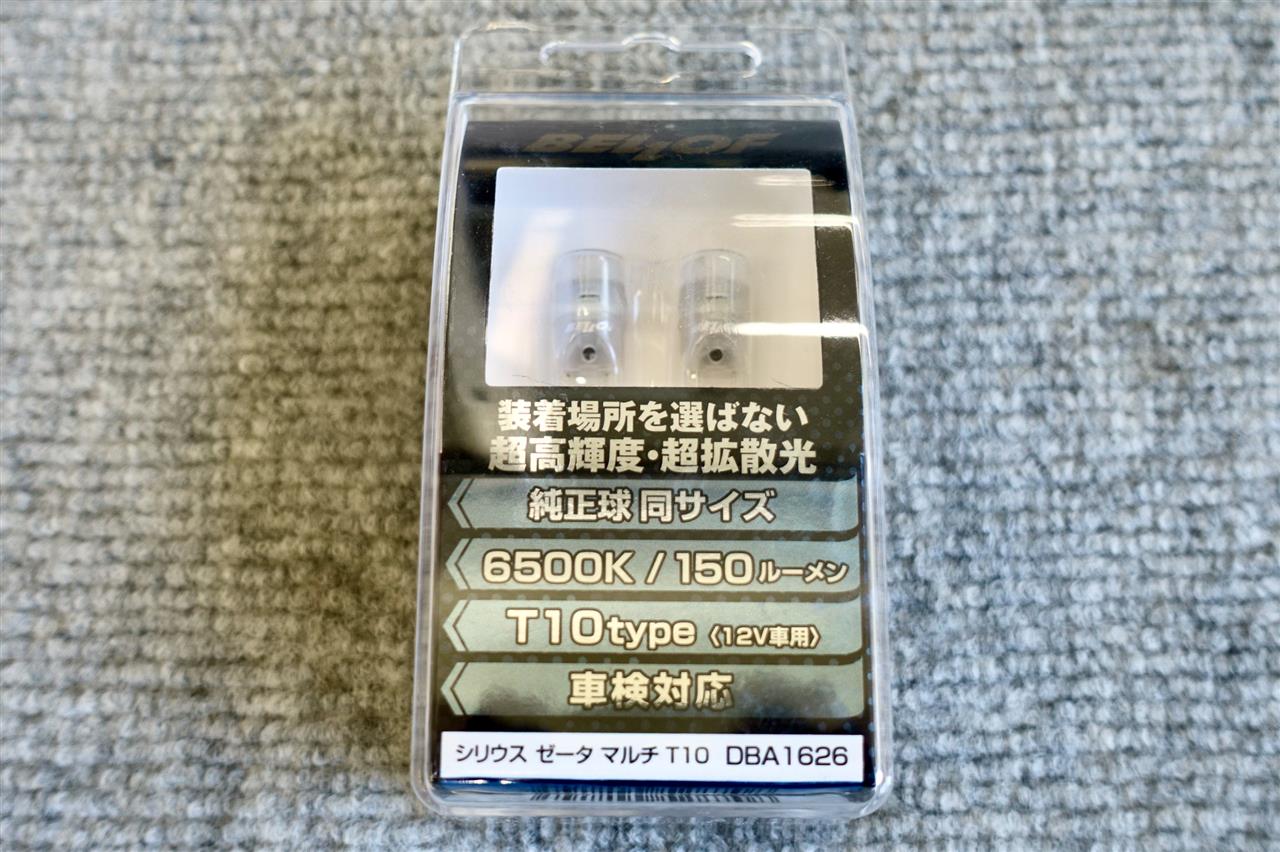 BELLOF
装着場所を選ばない
超高輝度・超拡散光
純正球 同サイズ
6500K / 150ルーメン
T10type〈12V車用〉
車検対応
シリウス ゼータ マルチ T10 DBA1626